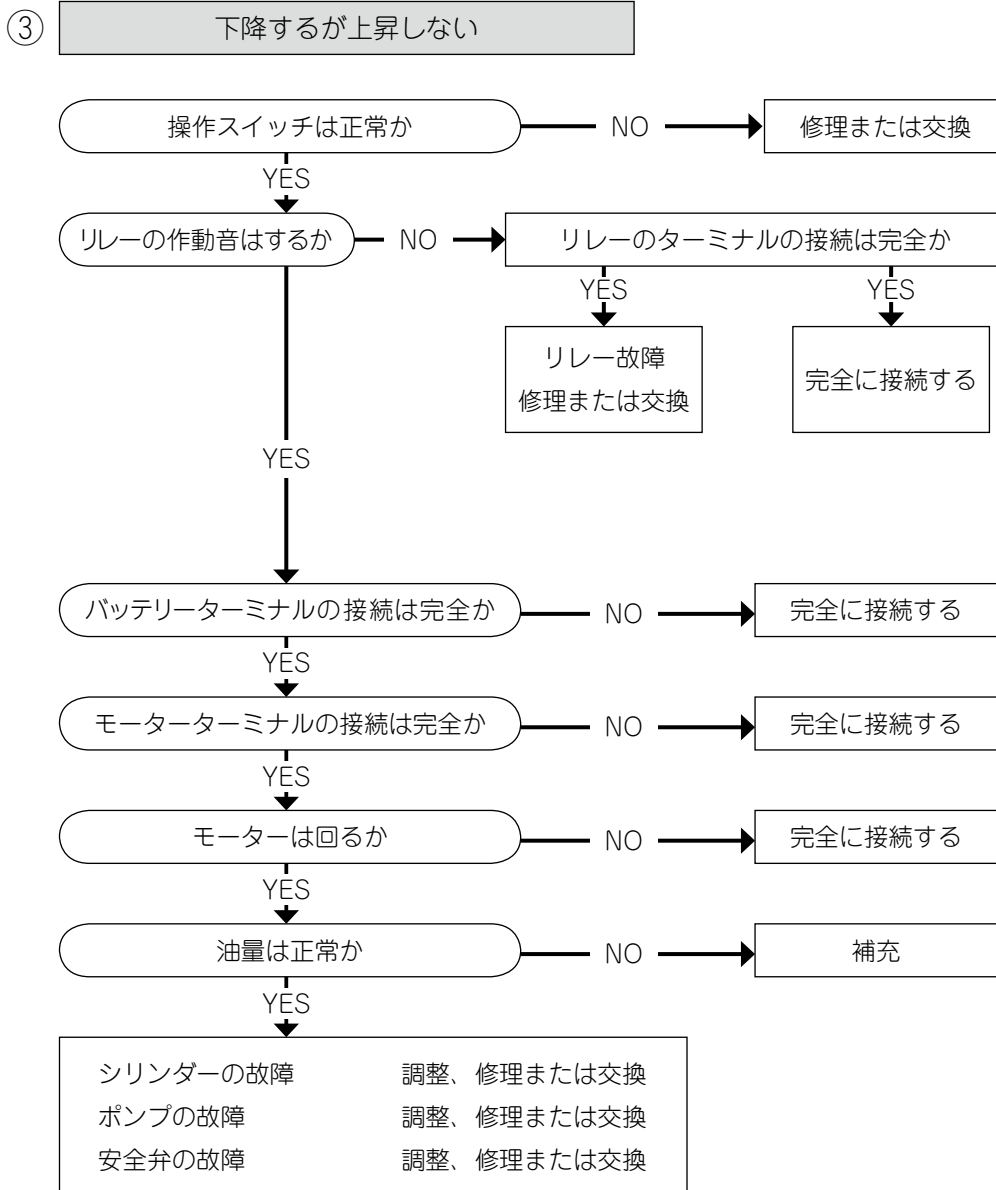 ③ 下降するが上昇しない
操作スイッチは正常か NO 修理または交換
YES
リレーの作動音はするか NO リレーのターミナルの接続は完全か
YES YES
リレー故障
修理または交換
完全に接続する
YES
バッテリーターミナルの接続は完全か NO 完全に接続する
YES
モーターターミナルの接続は完全か NO 完全に接続する
YES
モーターは回るか NO 完全に接続する
YES
油量は正常か NO 補充
YES
シリンダーの故障 調整、修理または交換
ポンプの故障 調整、修理または交換
安全弁の故障 調整、修理または交換